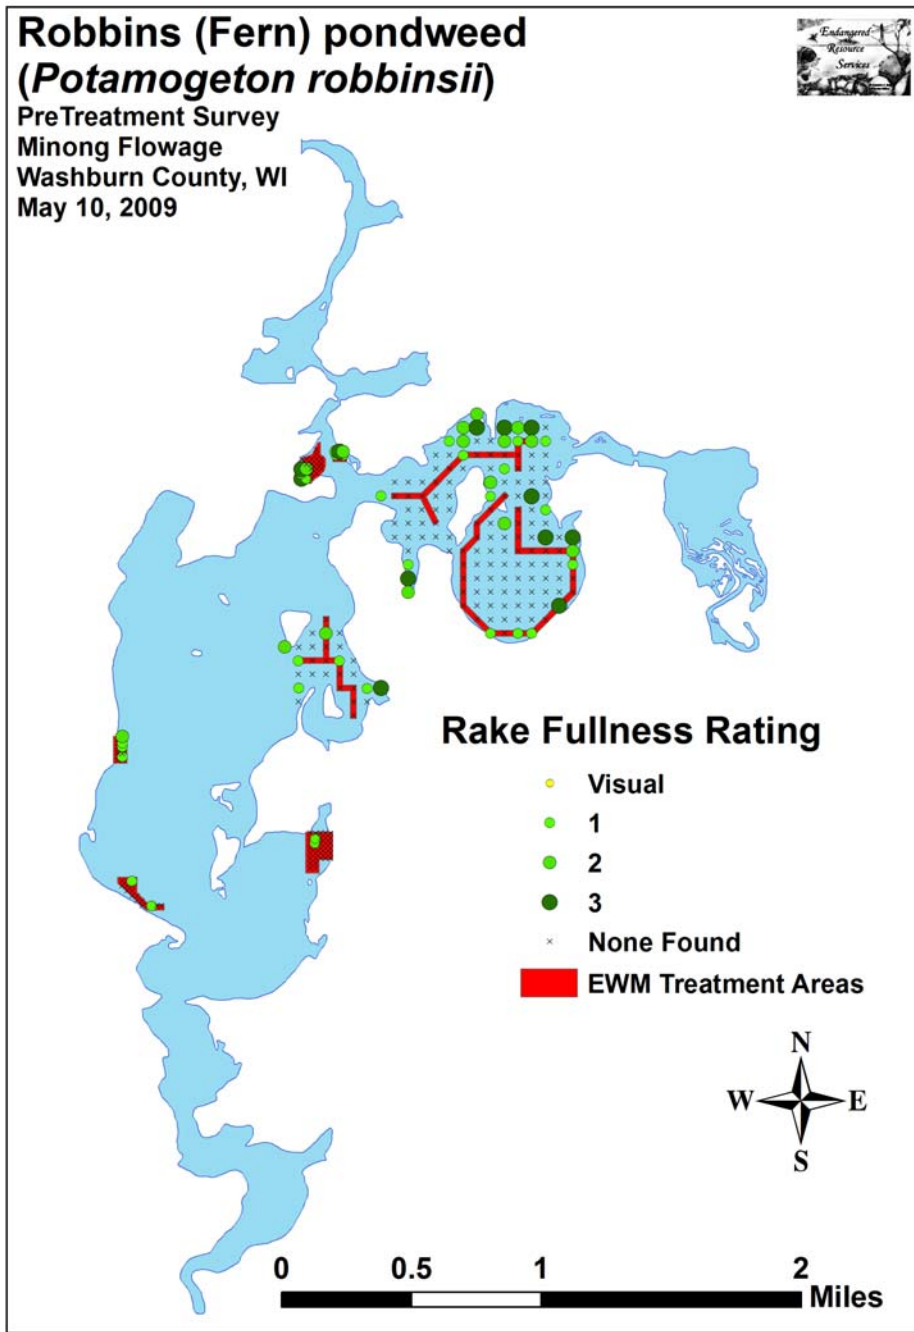 Robbins (Fern) pondweed
(Potamogeton robbinsii)
PreTreatment Survey
Minong Flowage
Washburn County, WI
May 10, 2009
Endangered
Resource
Services
Rake Fullness Rating
Visual
1
2
3
None Found
EWM Treatment Areas
N
W E
S
0 0.5 1 2
Miles